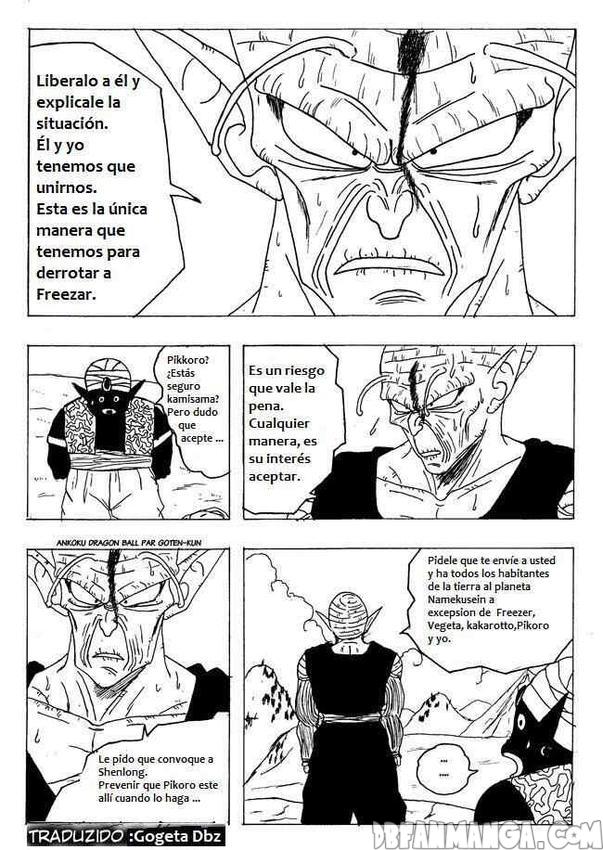 Liberalo a él y
explicale la
situación.
Él y yo
tenemos que
unirnos.
Esta es la única
manera que
tenemos para
derrotar a
Freezar.
Pikkoro?
¿Estás
seguro
kamisama?
Pero dudo
que
acepte ...
Es un riesgo
que vale la
pena.
Cualquier
manera, es
su interés
aceptar.
ANKOKU DRAGON BALL PAR GOTEN-KUN
Le pido que convoque a
Shenlong.
Prevenir que Pikoro este
allí cuando lo haga ...
Pidele que te envíe a usted
y ha todos los habitantes
de la tierra al planeta
Namekusein a
excepsion de Freezer,
Vegeta, kakarotto,Pikoro
y yo.
...
....
TRADUZIDO :Gogeta Dbz
DBFANMANGA.COM